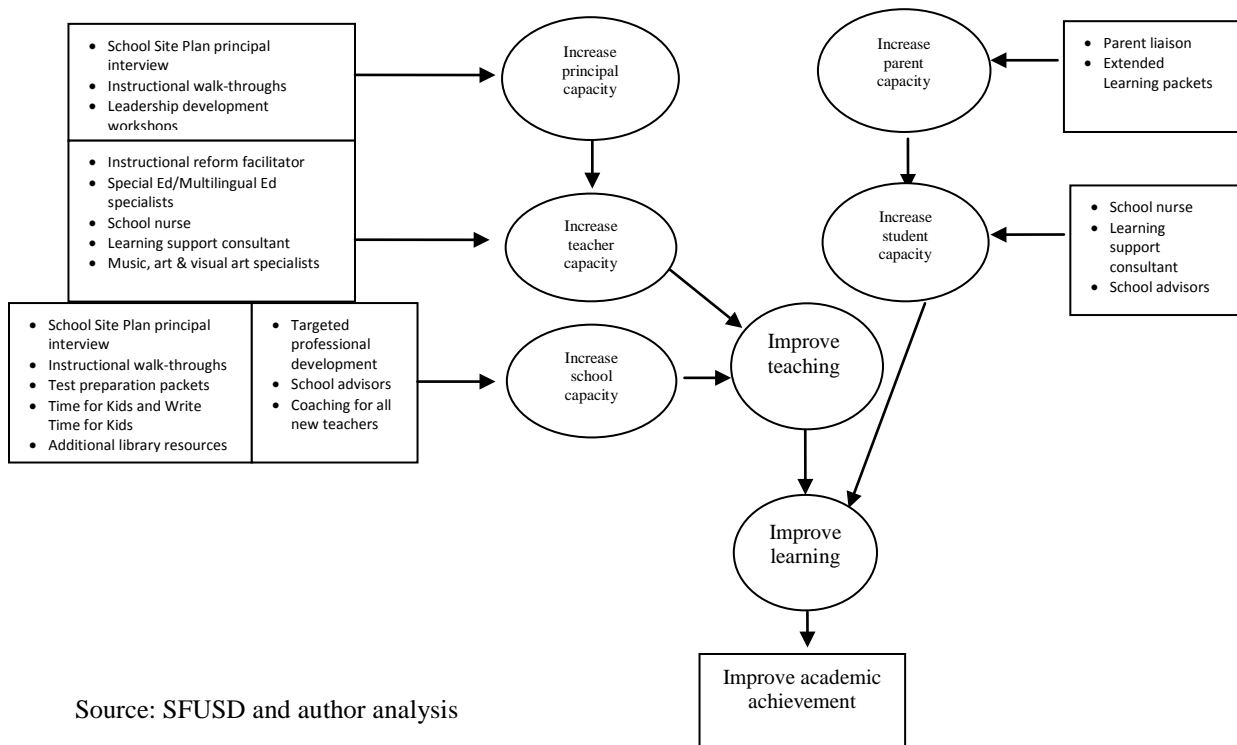 • School Site Plan principal
interview
• Instructional walk-throughs
• Leadership development
workshops
Increase
principal
capacity
Increase
parent
capacity
• Parent liaison
• Extended
Learning packets
• Instructional reform facilitator
• Special Ed/Multilingual Ed
specialists
• School nurse
• Learning support consultant
• Music, art & visual art specialists
Increase
teacher
capacity
Increase
student
capacity
• School nurse
• Learning
support
consultant
• School advisors
• School Site Plan principal
interview
• Instructional walk-throughs
• Test preparation packets
• Time for Kids and Write
Time for Kids
• Additional library resources
• Targeted
professional
development
• School advisors
• Coaching for all
new teachers
Increase
school
capacity
Improve
teaching
Improve
learning
Improve academic
achievement
Source: SFUSD and author analysis